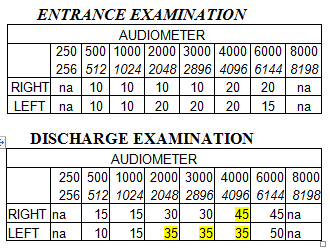 ENTRANCE EXAMINATION
AUDIOMETER
250 500 1000 2000 3000 4000 6000 8000
256 512 1024 2048 2896 4096 6144 8198
RIGHT na 10 10 10 10 20 20 na
LEFT na 10 10 20 20 20 15 na
DISCHARGE EXAMINATION
AUDIOMETER
250 500 1000 2000 3000 4000 6000 8000
256 512 1024 2048 2896 4096 6144 8198
RIGHT na 15 15 30 30 45 45 na
LEFT na 10 15 35 35 35 50 na